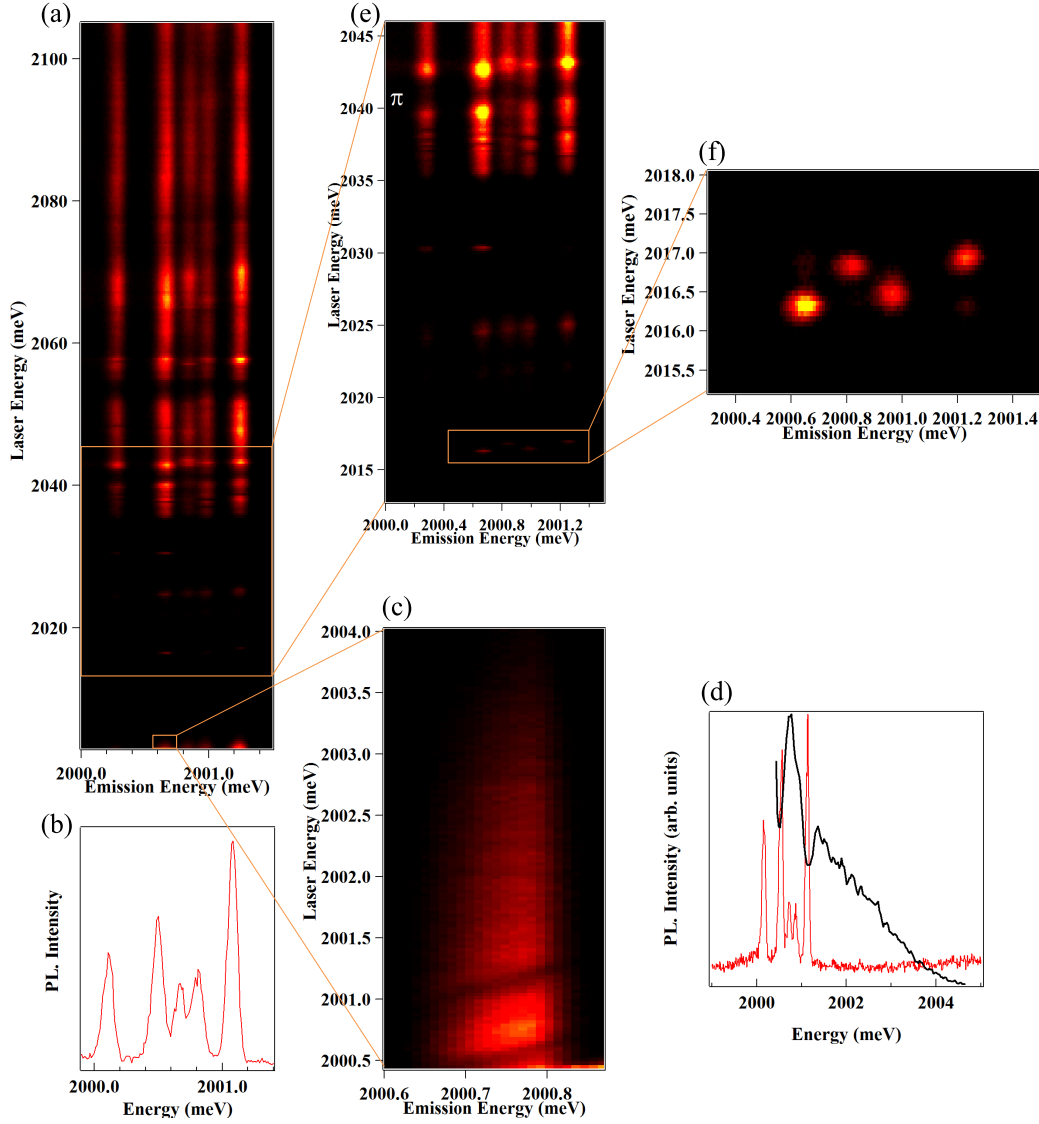 (a)
2100
2080
2060
2040
2020
Laser Energy (meV)
2000.0
2001.0
Emission Energy (meV)
(e)
2045
π
2040
2035
2030
2025
2020
2015
Laser Energy (meV)
2000.0
2000.4
2000.8
2001.2
Emission Energy (meV)
(f)
2018.0
2017.5
2017.0
2016.5
2016.0
2015.5
Laser Energy (meV)
2000.4
2000.6
2000.8
2001.0
2001.2
2001.4
Emission Energy (meV)
(b)
PL. Intensity
2000.0
2001.0
Energy (meV)
(c)
2004.0
2003.5
2003.0
2002.5
2002.0
2001.5
2001.0
2000.5
Laser Energy (meV)
2000.6
2000.7
2000.8
Emission Energy (meV)
(d)
PL. Intensity (arb. units)
2000
2002
2004
Energy (meV)